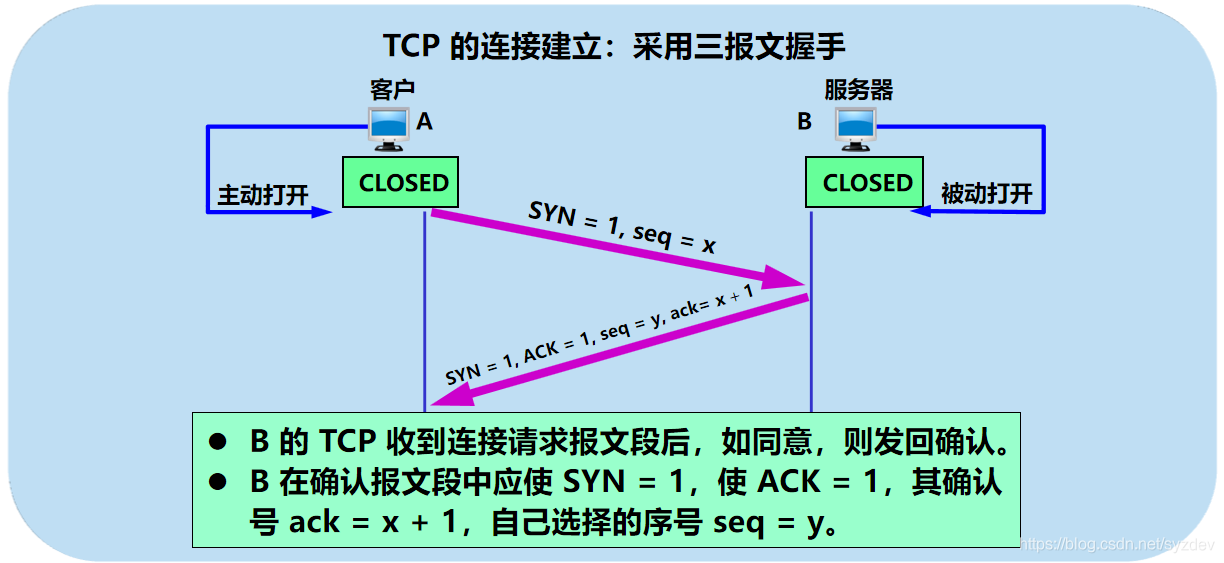 TCP 的连接建立：采用三报文握手
客户
服务器
A
B
CLOSED
CLOSED
主动打开
被动打开
SYN = 1, seq = x
SYN = 1, ACK = 1, seq = y, ack= x + 1
● B 的 TCP 收到连接请求报文段后，如同意，则发回确认。
● B 在确认报文段中应使 SYN = 1，使 ACK = 1，其确认
号 ack = x + 1，自己选择的序号 seq = y。
https://blog.csdn.net/syzdev